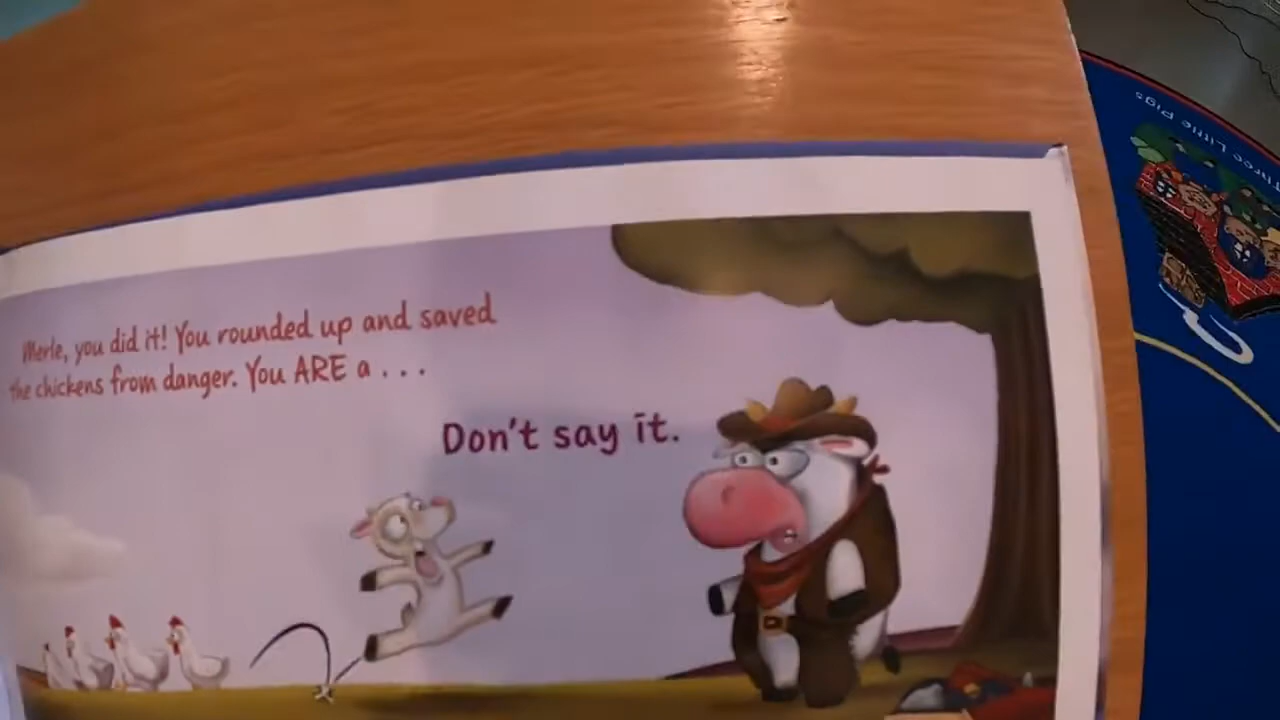 Merle, you did it! You rounded up and saved
the chickens from danger. You ARE a . . .
Don't say it.
Three Little Pigs